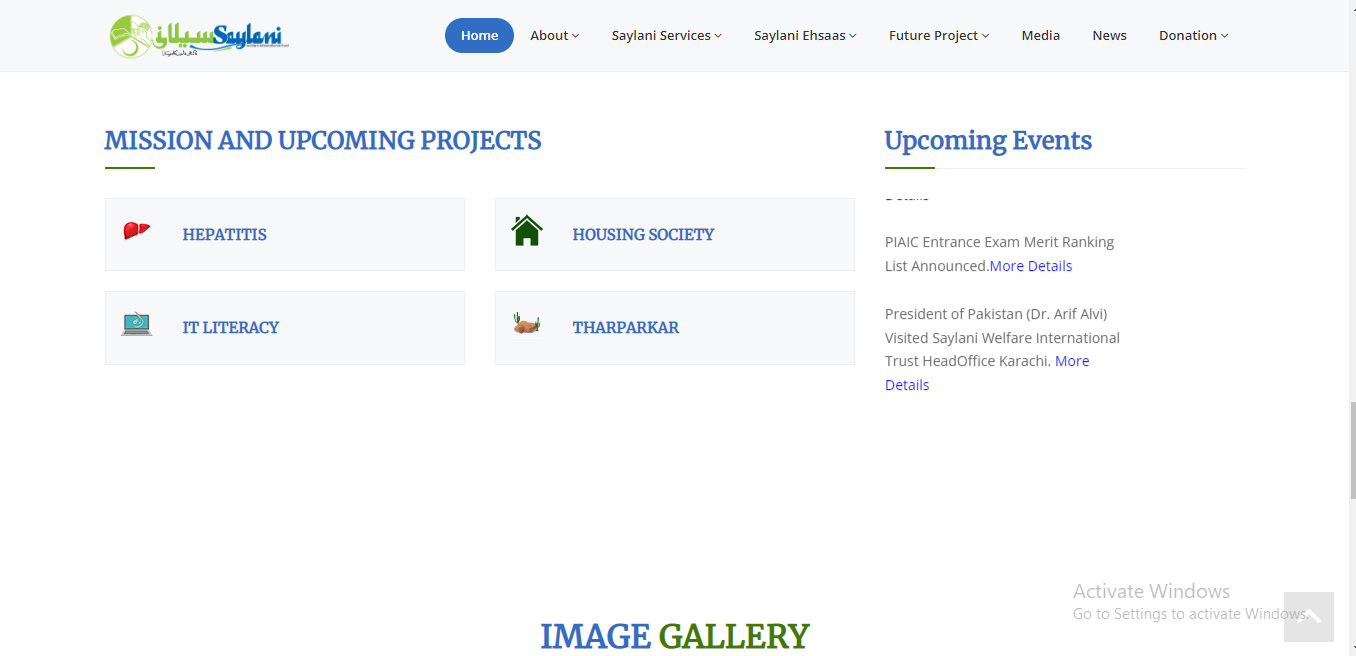 سیلانی Saylani
Home About Saylani Services Saylani Ehsaas Future Project Media News Donation
MISSION AND UPCOMING PROJECTS
HEPATITIS
HOUSING SOCIETY
IT LITERACY
THARPARKAR
Upcoming Events
Details
PIAIC Entrance Exam Merit Ranking
List Announced.More Details
President of Pakistan (Dr. Arif Alvi)
Visited Saylani Welfare International
Trust HeadOffice Karachi. More
Details
Activate Windows
Go to Settings to activate Windows.
IMAGE GALLERY